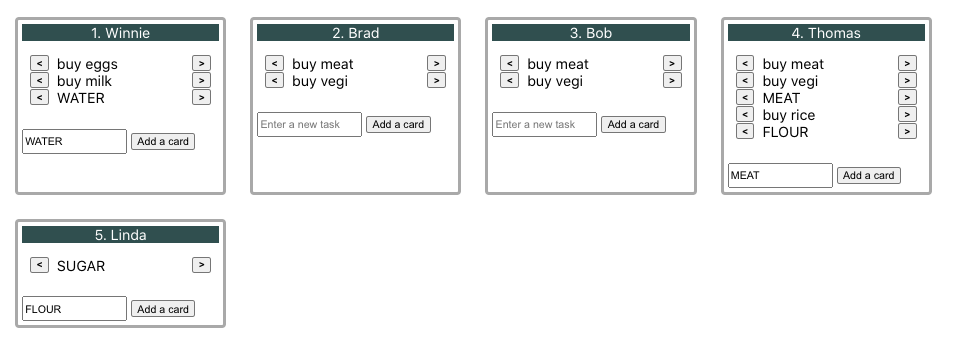 1. Winnie
< buy eggs >
< buy milk >
< WATER >
WATER Add a card
2. Brad
< buy meat >
< buy vegi >
Enter a new task Add a card
3. Bob
< buy meat >
< buy vegi >
Enter a new task Add a card
4. Thomas
< buy meat >
< buy vegi >
< MEAT >
< buy rice >
< FLOUR >
MEAT Add a card
5. Linda
< SUGAR >
FLOUR Add a card